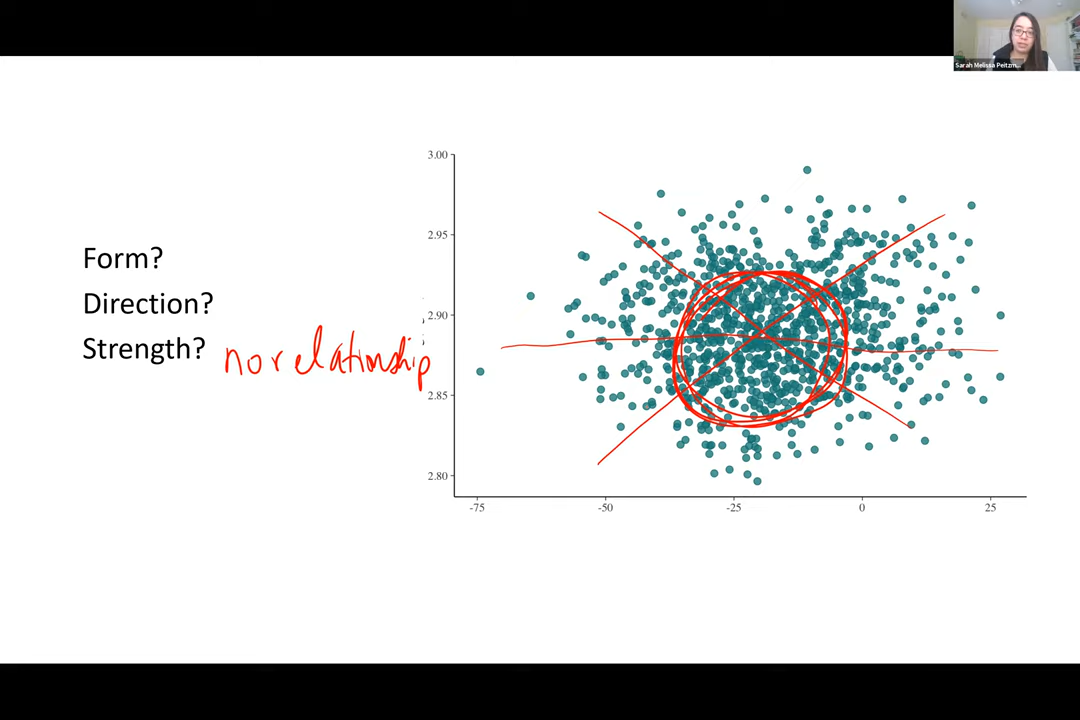 Sarah Melissa Peitzm...
Form?
Direction?
Strength? no relationship
3.00
2.95
2.90
2.85
2.80
-75 -50 -25 0 25